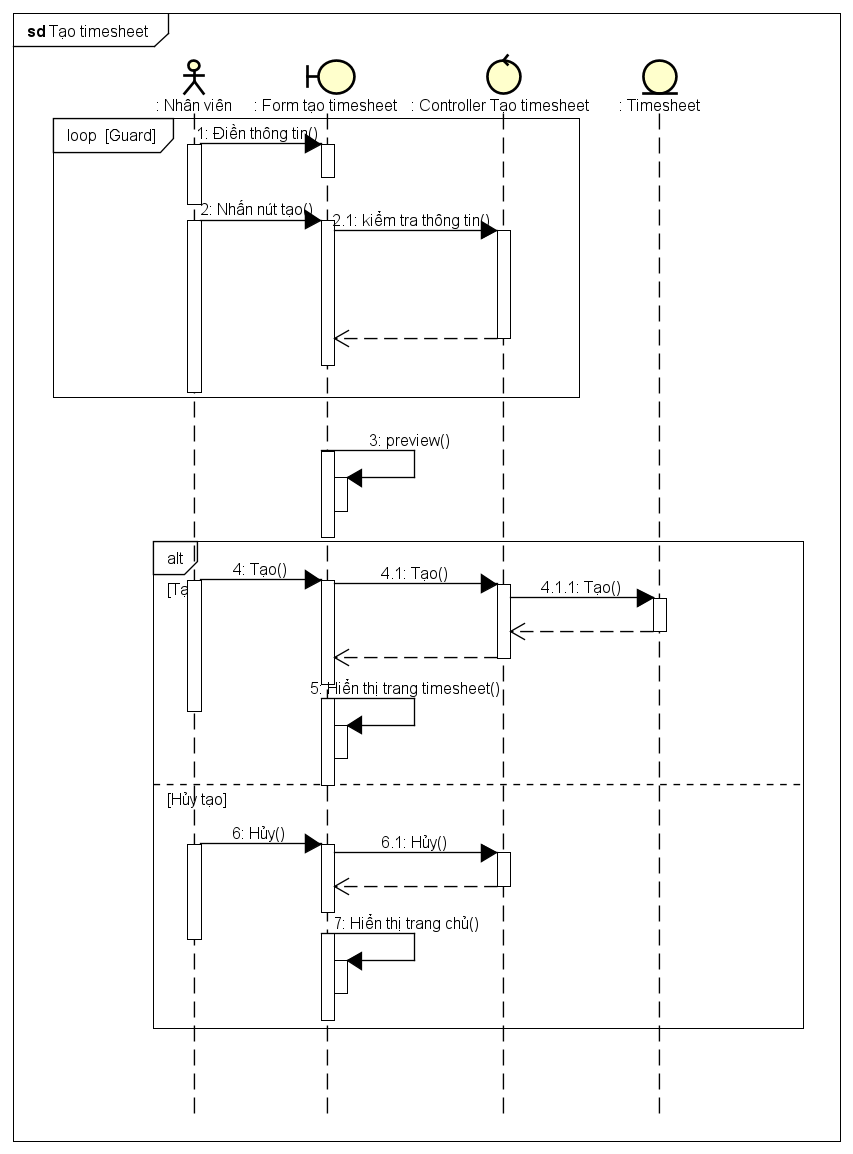 sd Tạo timesheet
: Nhân viên
: Form tạo timesheet
: Controller Tạo timesheet
: Timesheet
loop [Guard]
1: Điền thông tin()
2: Nhấn nút tạo()
2.1: kiểm tra thông tin()
3: preview()
alt
4: Tạo()
4.1: Tạo()
4.1.1: Tạo()
[Tạ
5: Hiển thị trang timesheet()
[Hủy tạo]
6: Hủy()
6.1: Hủy()
7: Hiển thị trang chủ()